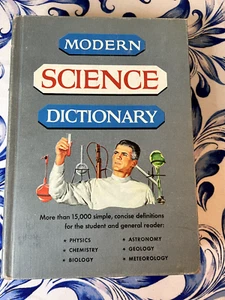 MODERN
SCIENCE
DICTIONARY
More than 15,000 simple, concise definitions
for the student and general reader:
★ PHYSICS ★ ASTRONOMY
★ CHEMISTRY ★ GEOLOGY
★ BIOLOGY ★ METEOROLOGY